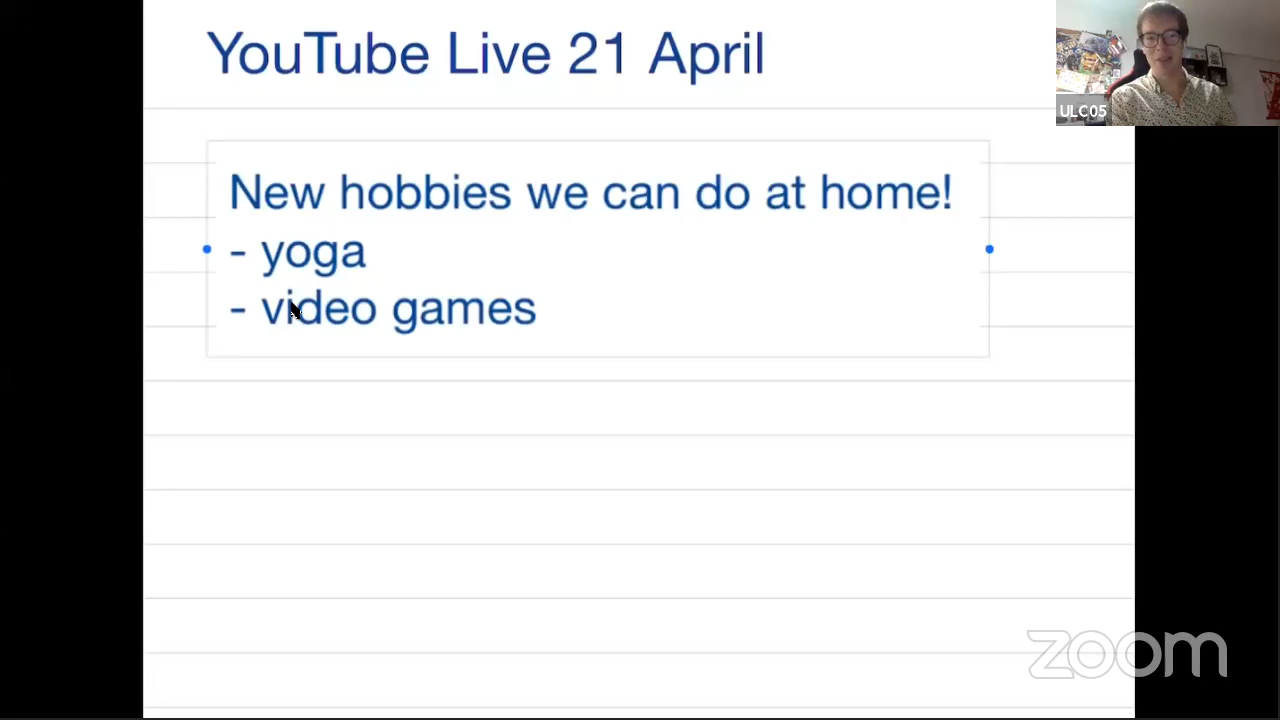 YouTube Live 21 April
ULC05
New hobbies we can do at home!
- yoga
- video games
zoom